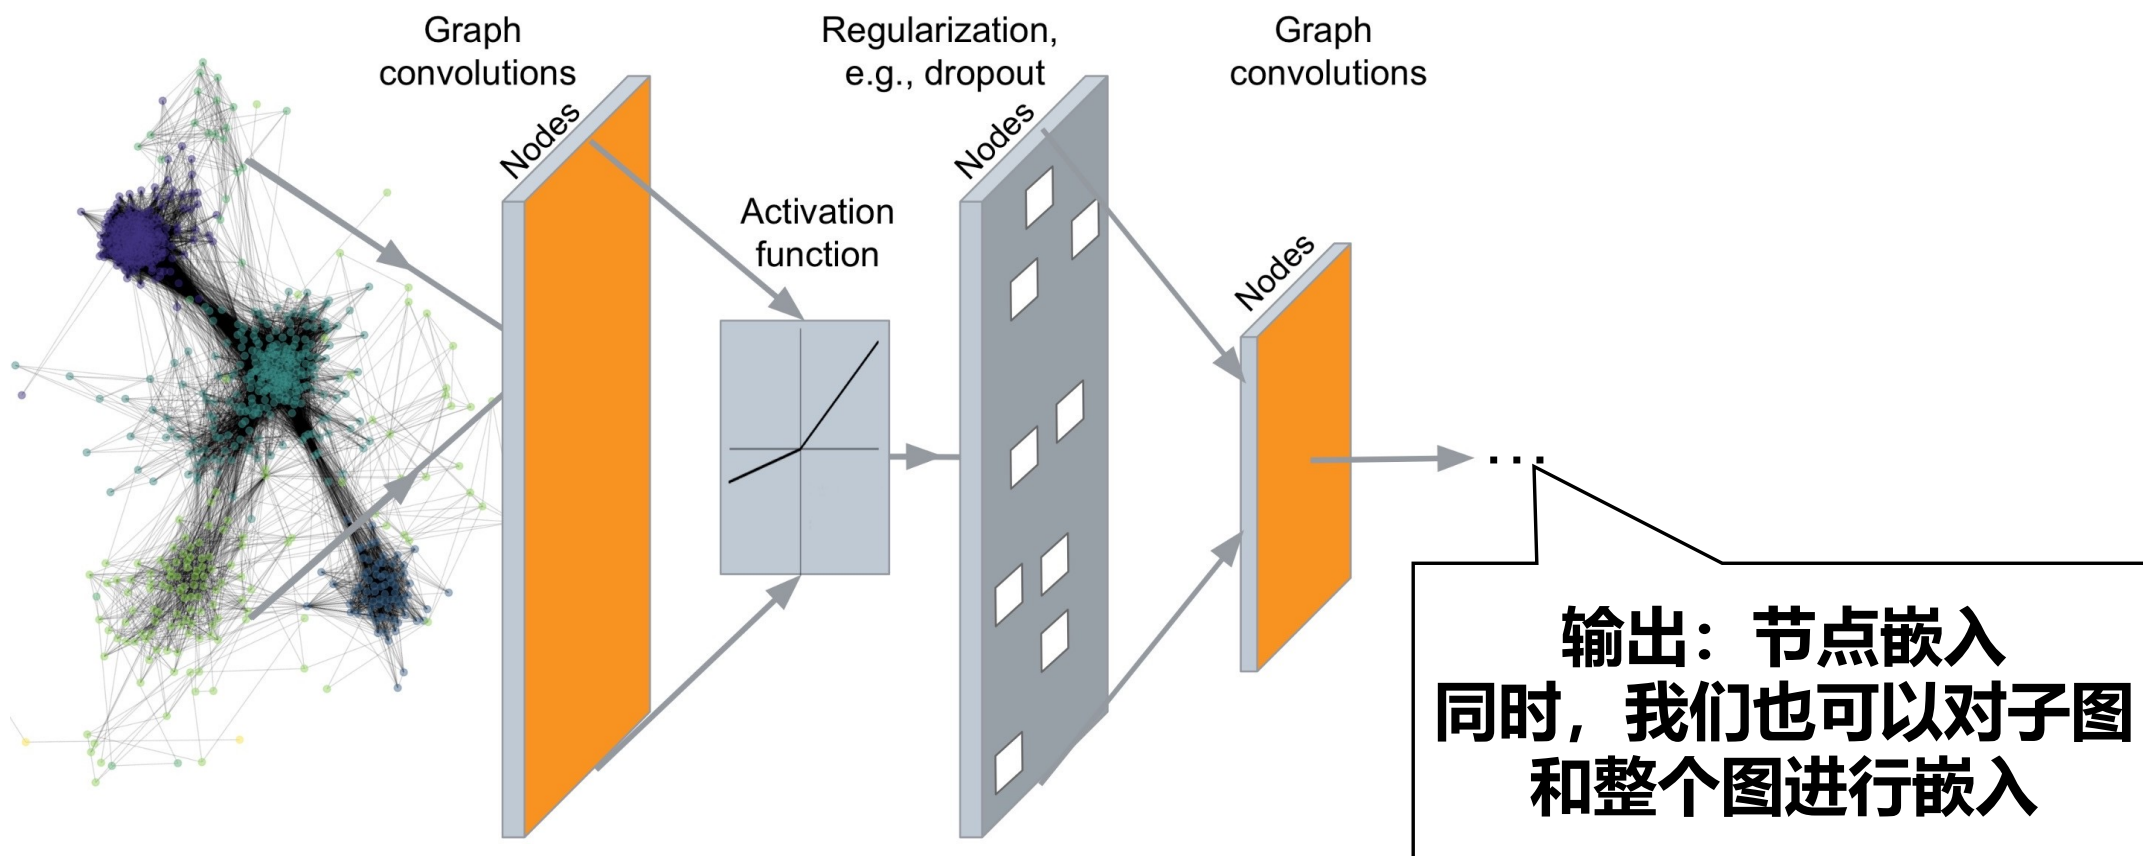 Graph
convolutions
Regularization,
e.g., dropout
Graph
convolutions
Nodes
Nodes
Activation
function
Nodes
...
输出：节点嵌入
同时，我们也可以对子图
和整个图进行嵌入